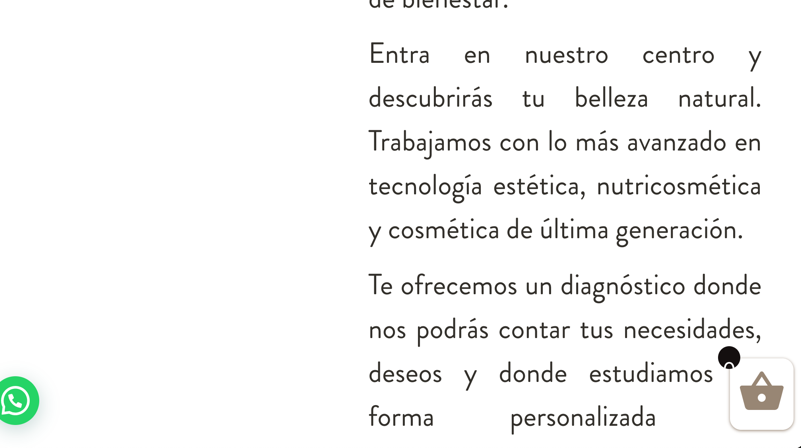 de bienestar.
Entra en nuestro centro y
descubrirás tu belleza natural.
Trabajamos con lo más avanzado en
tecnología estética, nutricosmética
y cosmética de última generación.
Te ofrecemos un diagnóstico donde
nos podrás contar tus necesidades,
deseos y donde estudiamos
forma personalizada